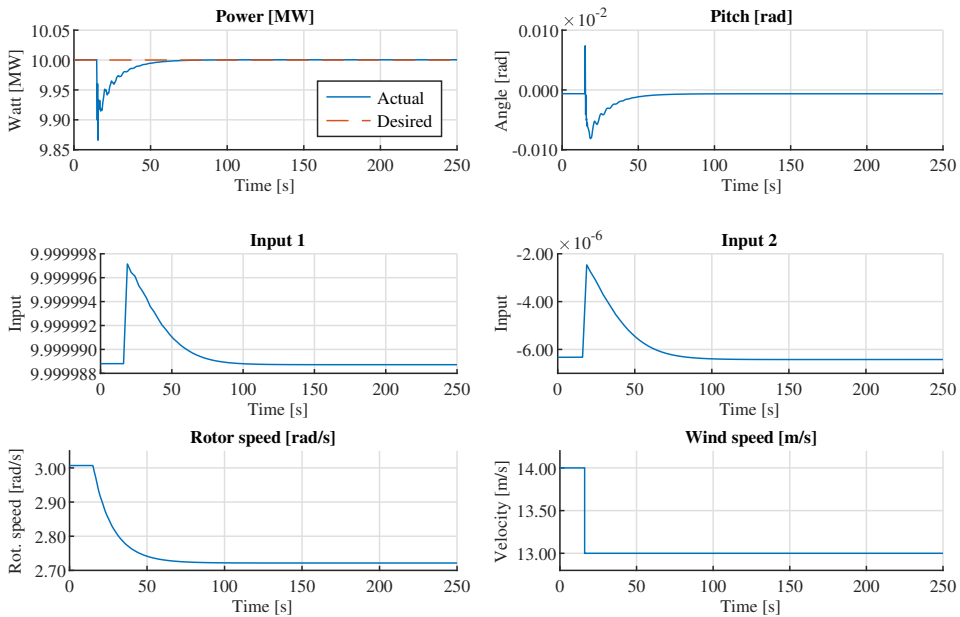 Power [MW]
Watt [MW]
10.05
10.00
9.95
9.90
9.85
Actual
Desired
0 50 100 150 200 250
Time [s]
Pitch [rad]
×10-2
Angle [rad]
0.010
0.000
-0.010
0 50 100 150 200 250
Time [s]
Input 1
Input
9.999998
9.999996
9.999994
9.999992
9.999990
9.999988
0 50 100 150 200 250
Time [s]
Input 2
×10-6
Input
-2.00
-4.00
-6.00
0 50 100 150 200 250
Time [s]
Rotor speed [rad/s]
Rot. speed [rad/s]
3.00
2.90
2.80
2.70
0 50 100 150 200 250
Time [s]
Wind speed [m/s]
Velocity [m/s]
14.00
13.00
0 50 100 150 200 250
Time [s]